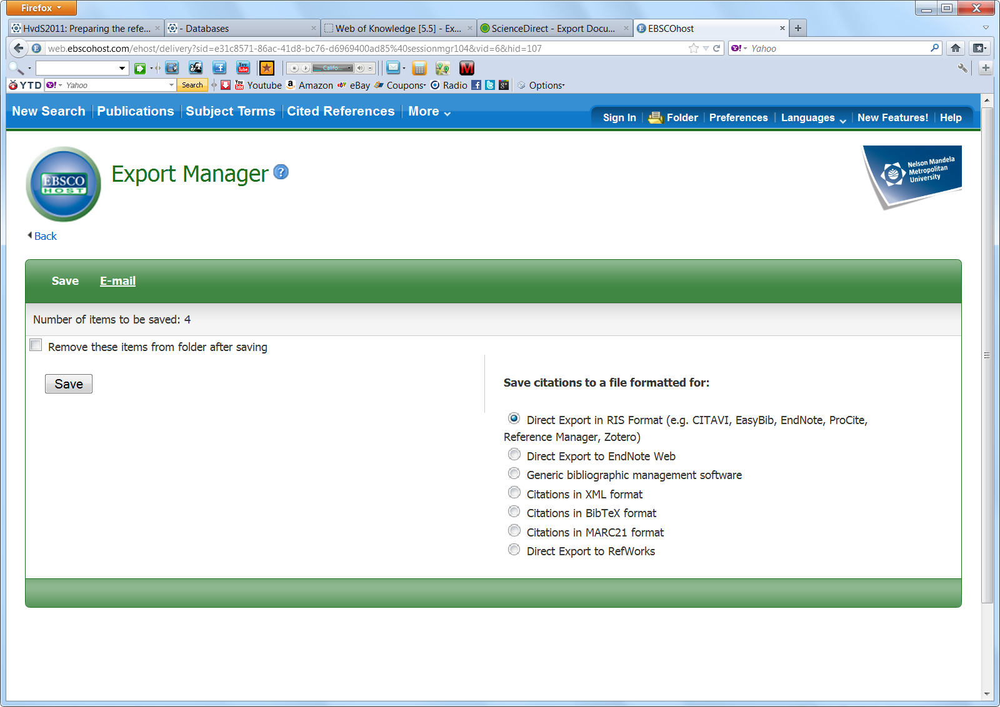 Firefox
HvdS2011: Preparing the refe...
- Databases
Web of Knowledge [5.5] - Ex...
ScienceDirect - Export Docu...
EBSCOhost
web.ebscohost.com/ehost/delivery?sid=e31c8571-86ac-41d8-bc76-d6969400ad85%40sessionmgr104&vid=6&hid=107
Yahoo
You Tube
Califo...
M
YTD
Yahoo
Search
Youtube
Amazon
eBay
Coupons
Radio
Options
New Search
Publications
Subject Terms
Cited References
More
Sign In
Folder
Preferences
Languages
New Features!
Help
EBSCO
HOST
Export Manager
Nelson Mandela
Metropolitan
University
Back
Save
E-mail
Number of items to be saved: 4
Remove these items from folder after saving
Save
Save citations to a file formatted for:
Direct Export in RIS Format (e.g. CITAVI, EasyBib, EndNote, ProCite,
Reference Manager, Zotero)
Direct Export to EndNote Web
Generic bibliographic management software
Citations in XML format
Citations in BibTeX format
Citations in MARC21 format
Direct Export to RefWorks